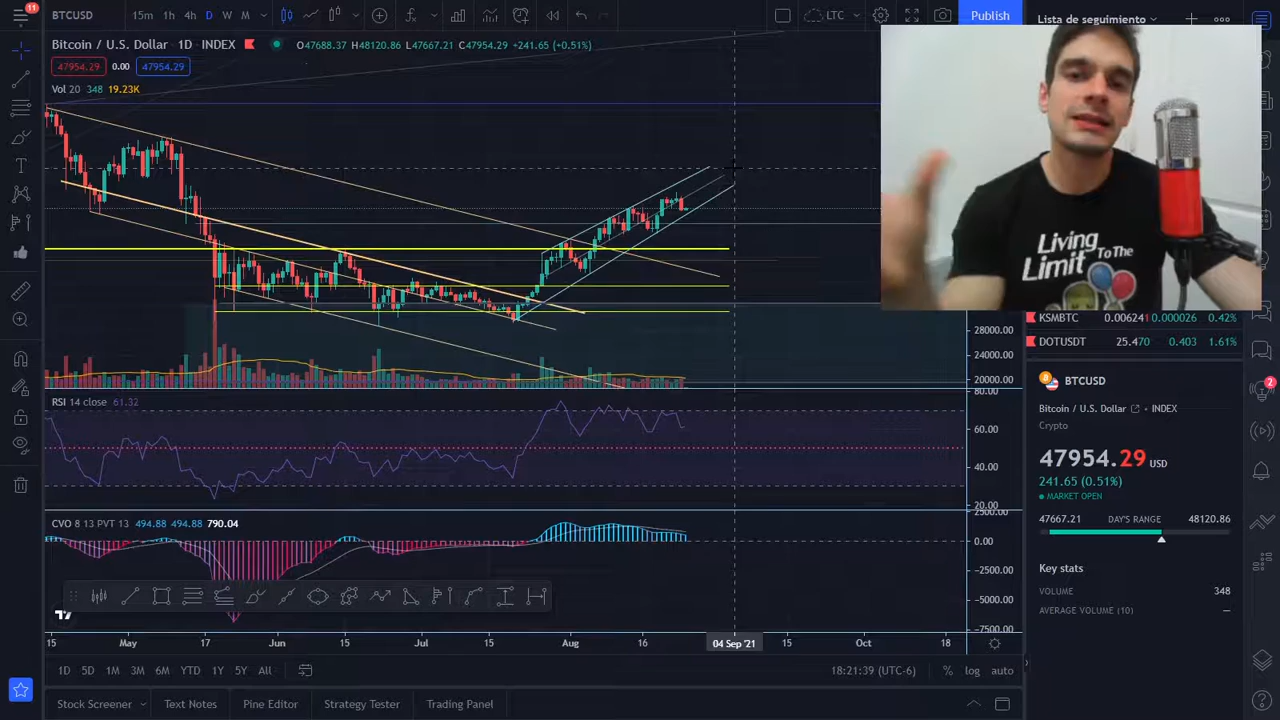 11
BTCUSD
15m 1h 4h D W M
LTC
Publish
Lista de seguimiento
Bitcoin / U.S. Dollar · 1D · INDEX
O47688.37 H48120.86 L47667.21 C47954.29 +241.65 (+0.51%)
47954.29 0.00 47954.29
Vol 20 348 19.23K
Living
To The
Limit
28000.00
24000.00
20000.00
KSMBTC 0.006241 0.000026 0.42%
DOTUSDT 25.470 0.403 1.61%
RSI 14 close 61.32
80.00
60.00
40.00
20.00
BTCUSD
2
Bitcoin / U.S. Dollar · INDEX
Crypto
47954.29 USD
241.65 (0.51%)
MARKET OPEN
47667.21 DAY'S RANGE 48120.86
CVO 8 13 PVT 13 494.88 494.88 790.04
2500.00
0.00
-2500.00
-5000.00
-7500.00
Key stats
VOLUME 348
AVERAGE VOLUME (10) —
15 May 17 Jun 15 Jul 15 Aug 16 04 Sep '21 15 Oct 18
1D 5D 1M 3M 6M YTD 1Y 5Y All
18:21:39 (UTC-6) % log auto
Stock Screener Text Notes Pine Editor Strategy Tester Trading Panel